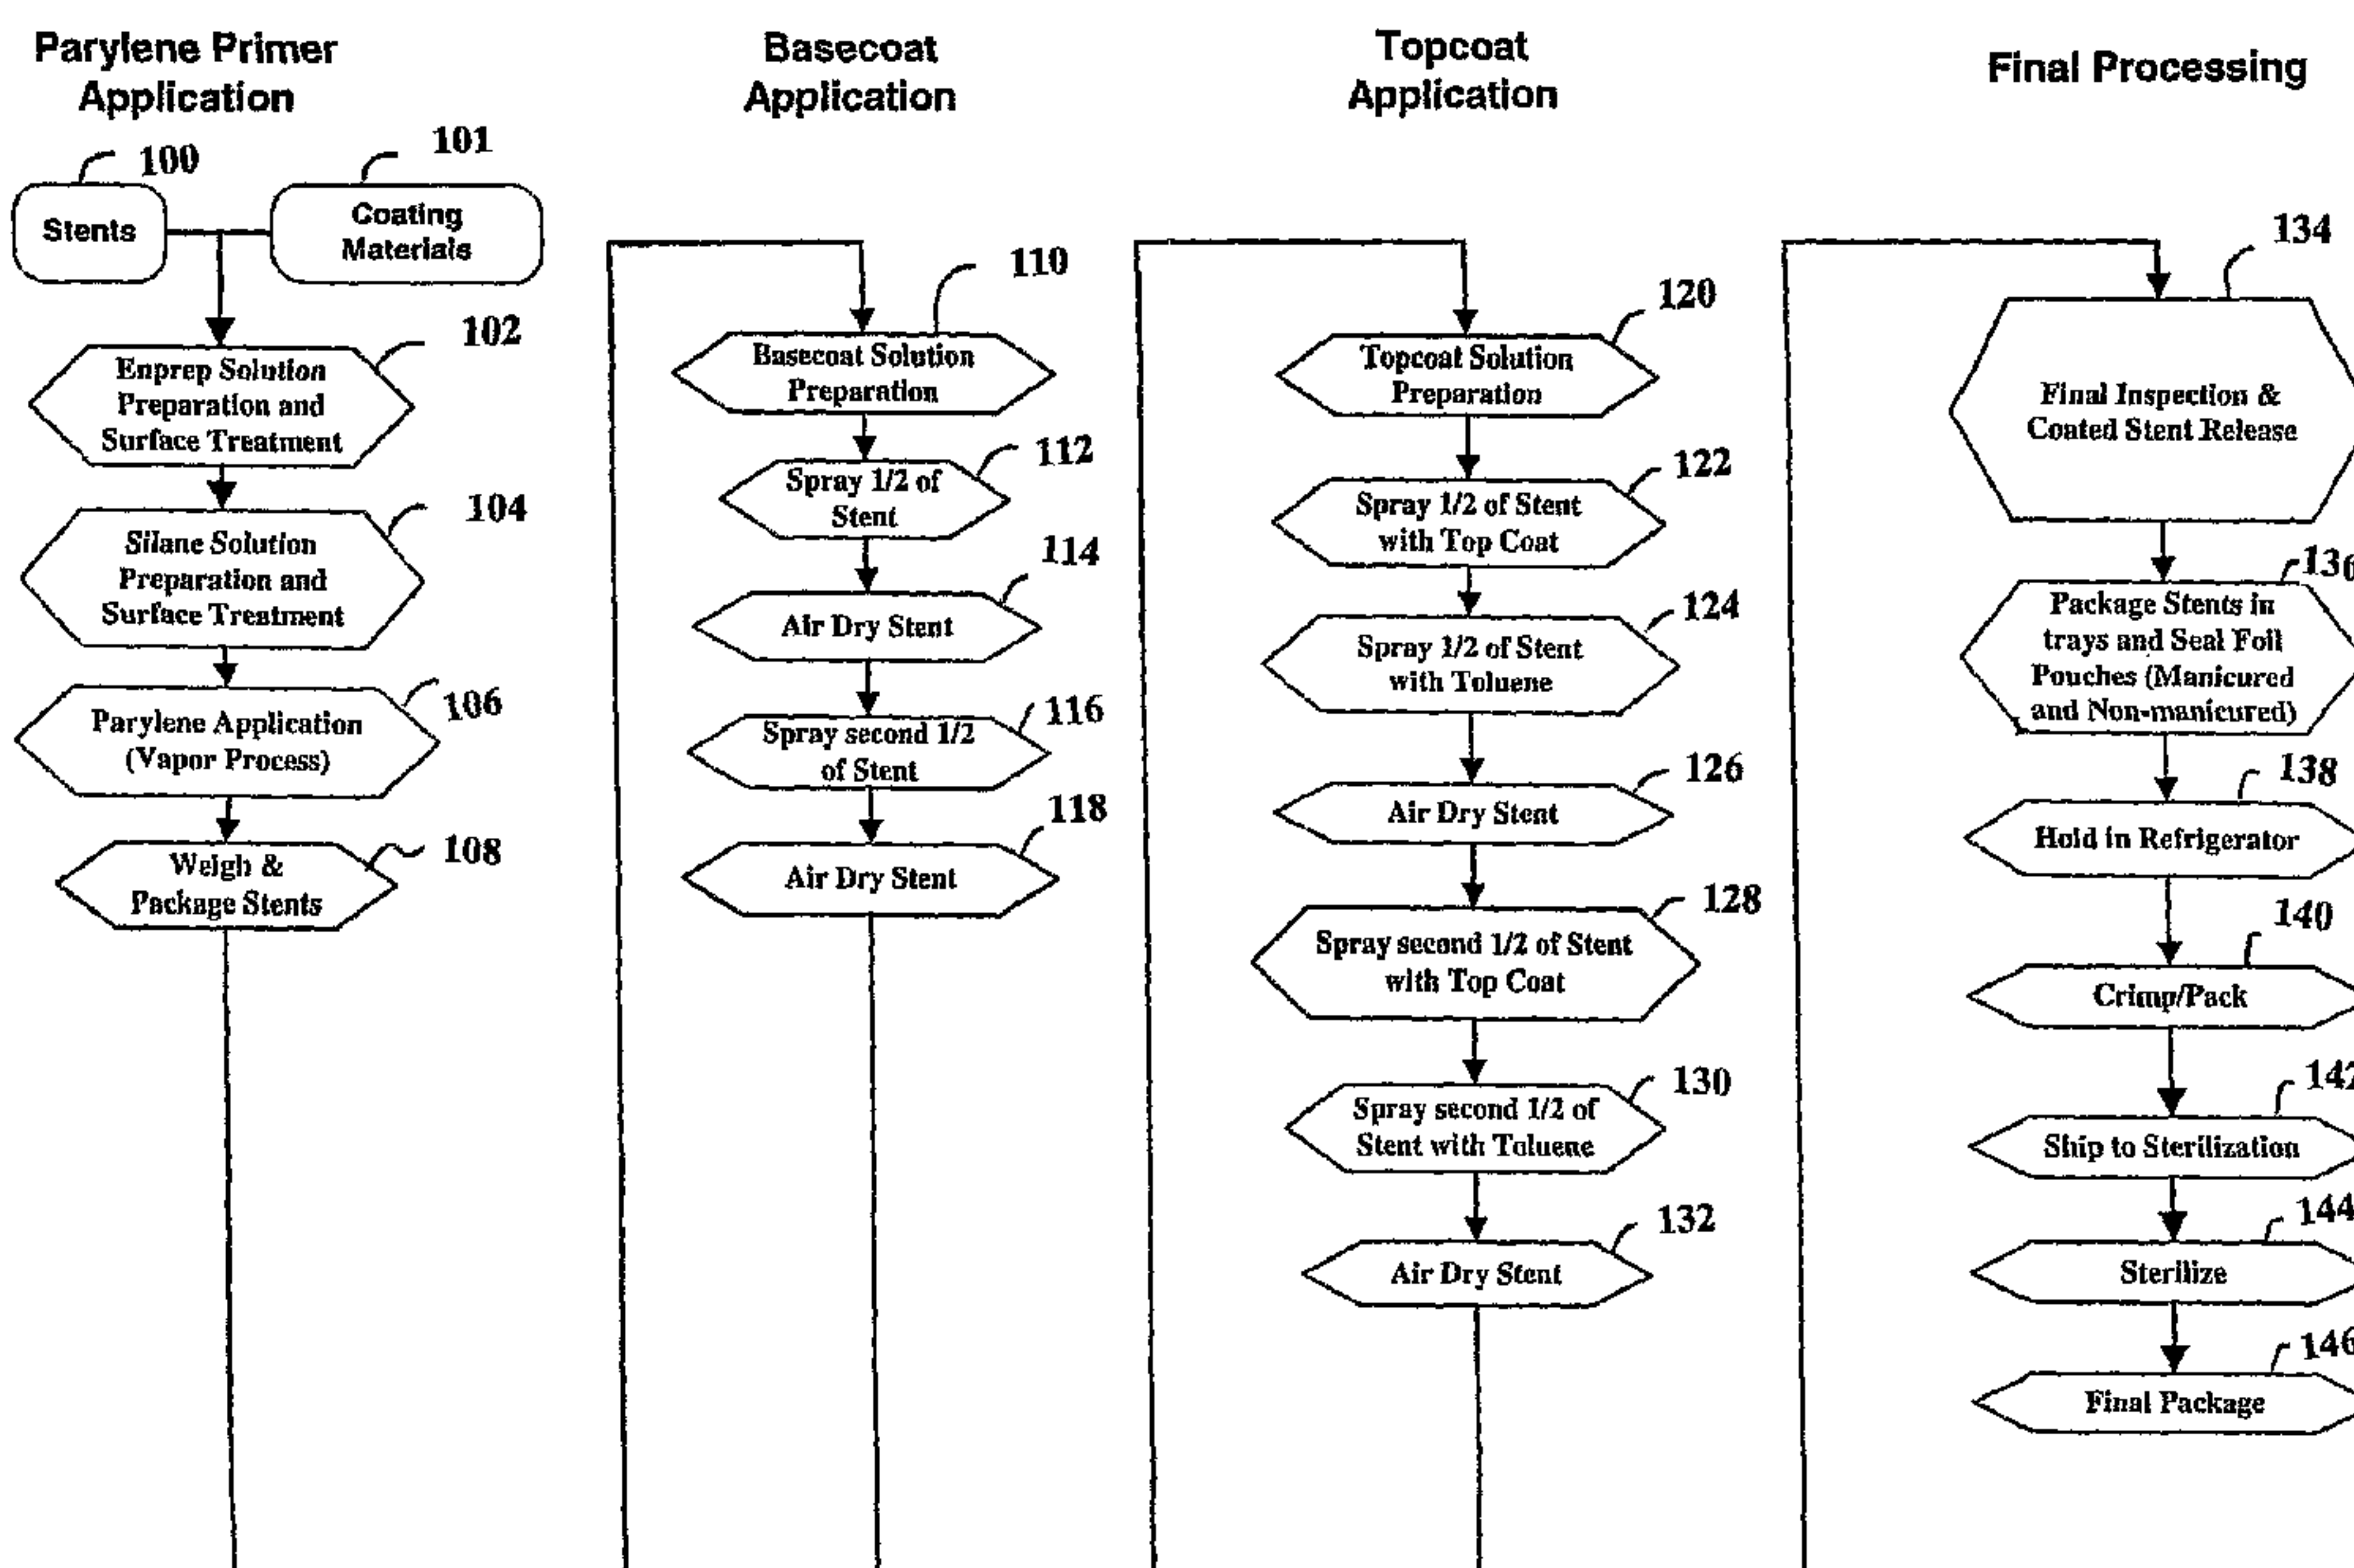 Parylene Primer
Application
100
101
Stents
Coating
Materials
102
Enprep Solution
Preparation and
Surface Treatment
104
Silane Solution
Preparation and
Surface Treatment
106
Parylene Application
(Vapor Process)
108
Weigh &
Package Stents
Basecoat
Application
110
Basecoat Solution
Preparation
112
Spray 1/2 of
Stent
114
Air Dry Stent
116
Spray second 1/2
of Stent
118
Air Dry Stent
Topcoat
Application
120
Topcoat Solution
Preparation
122
Spray 1/2 of Stent
with Top Coat
124
Spray 1/2 of Stent
with Toluene
126
Air Dry Stent
128
Spray second 1/2 of Stent
with Top Coat
130
Spray second 1/2 of
Stent with Toluene
132
Air Dry Stent
Final Processing
134
Final Inspection &
Coated Stent Release
136
Package Stents in
trays and Seal Foil
Pouches (Manicured
and Non-manicured)
138
Hold in Refrigerator
140
Crimp/Pack
142
Ship to Sterilization
144
Sterilize
146
Final Package